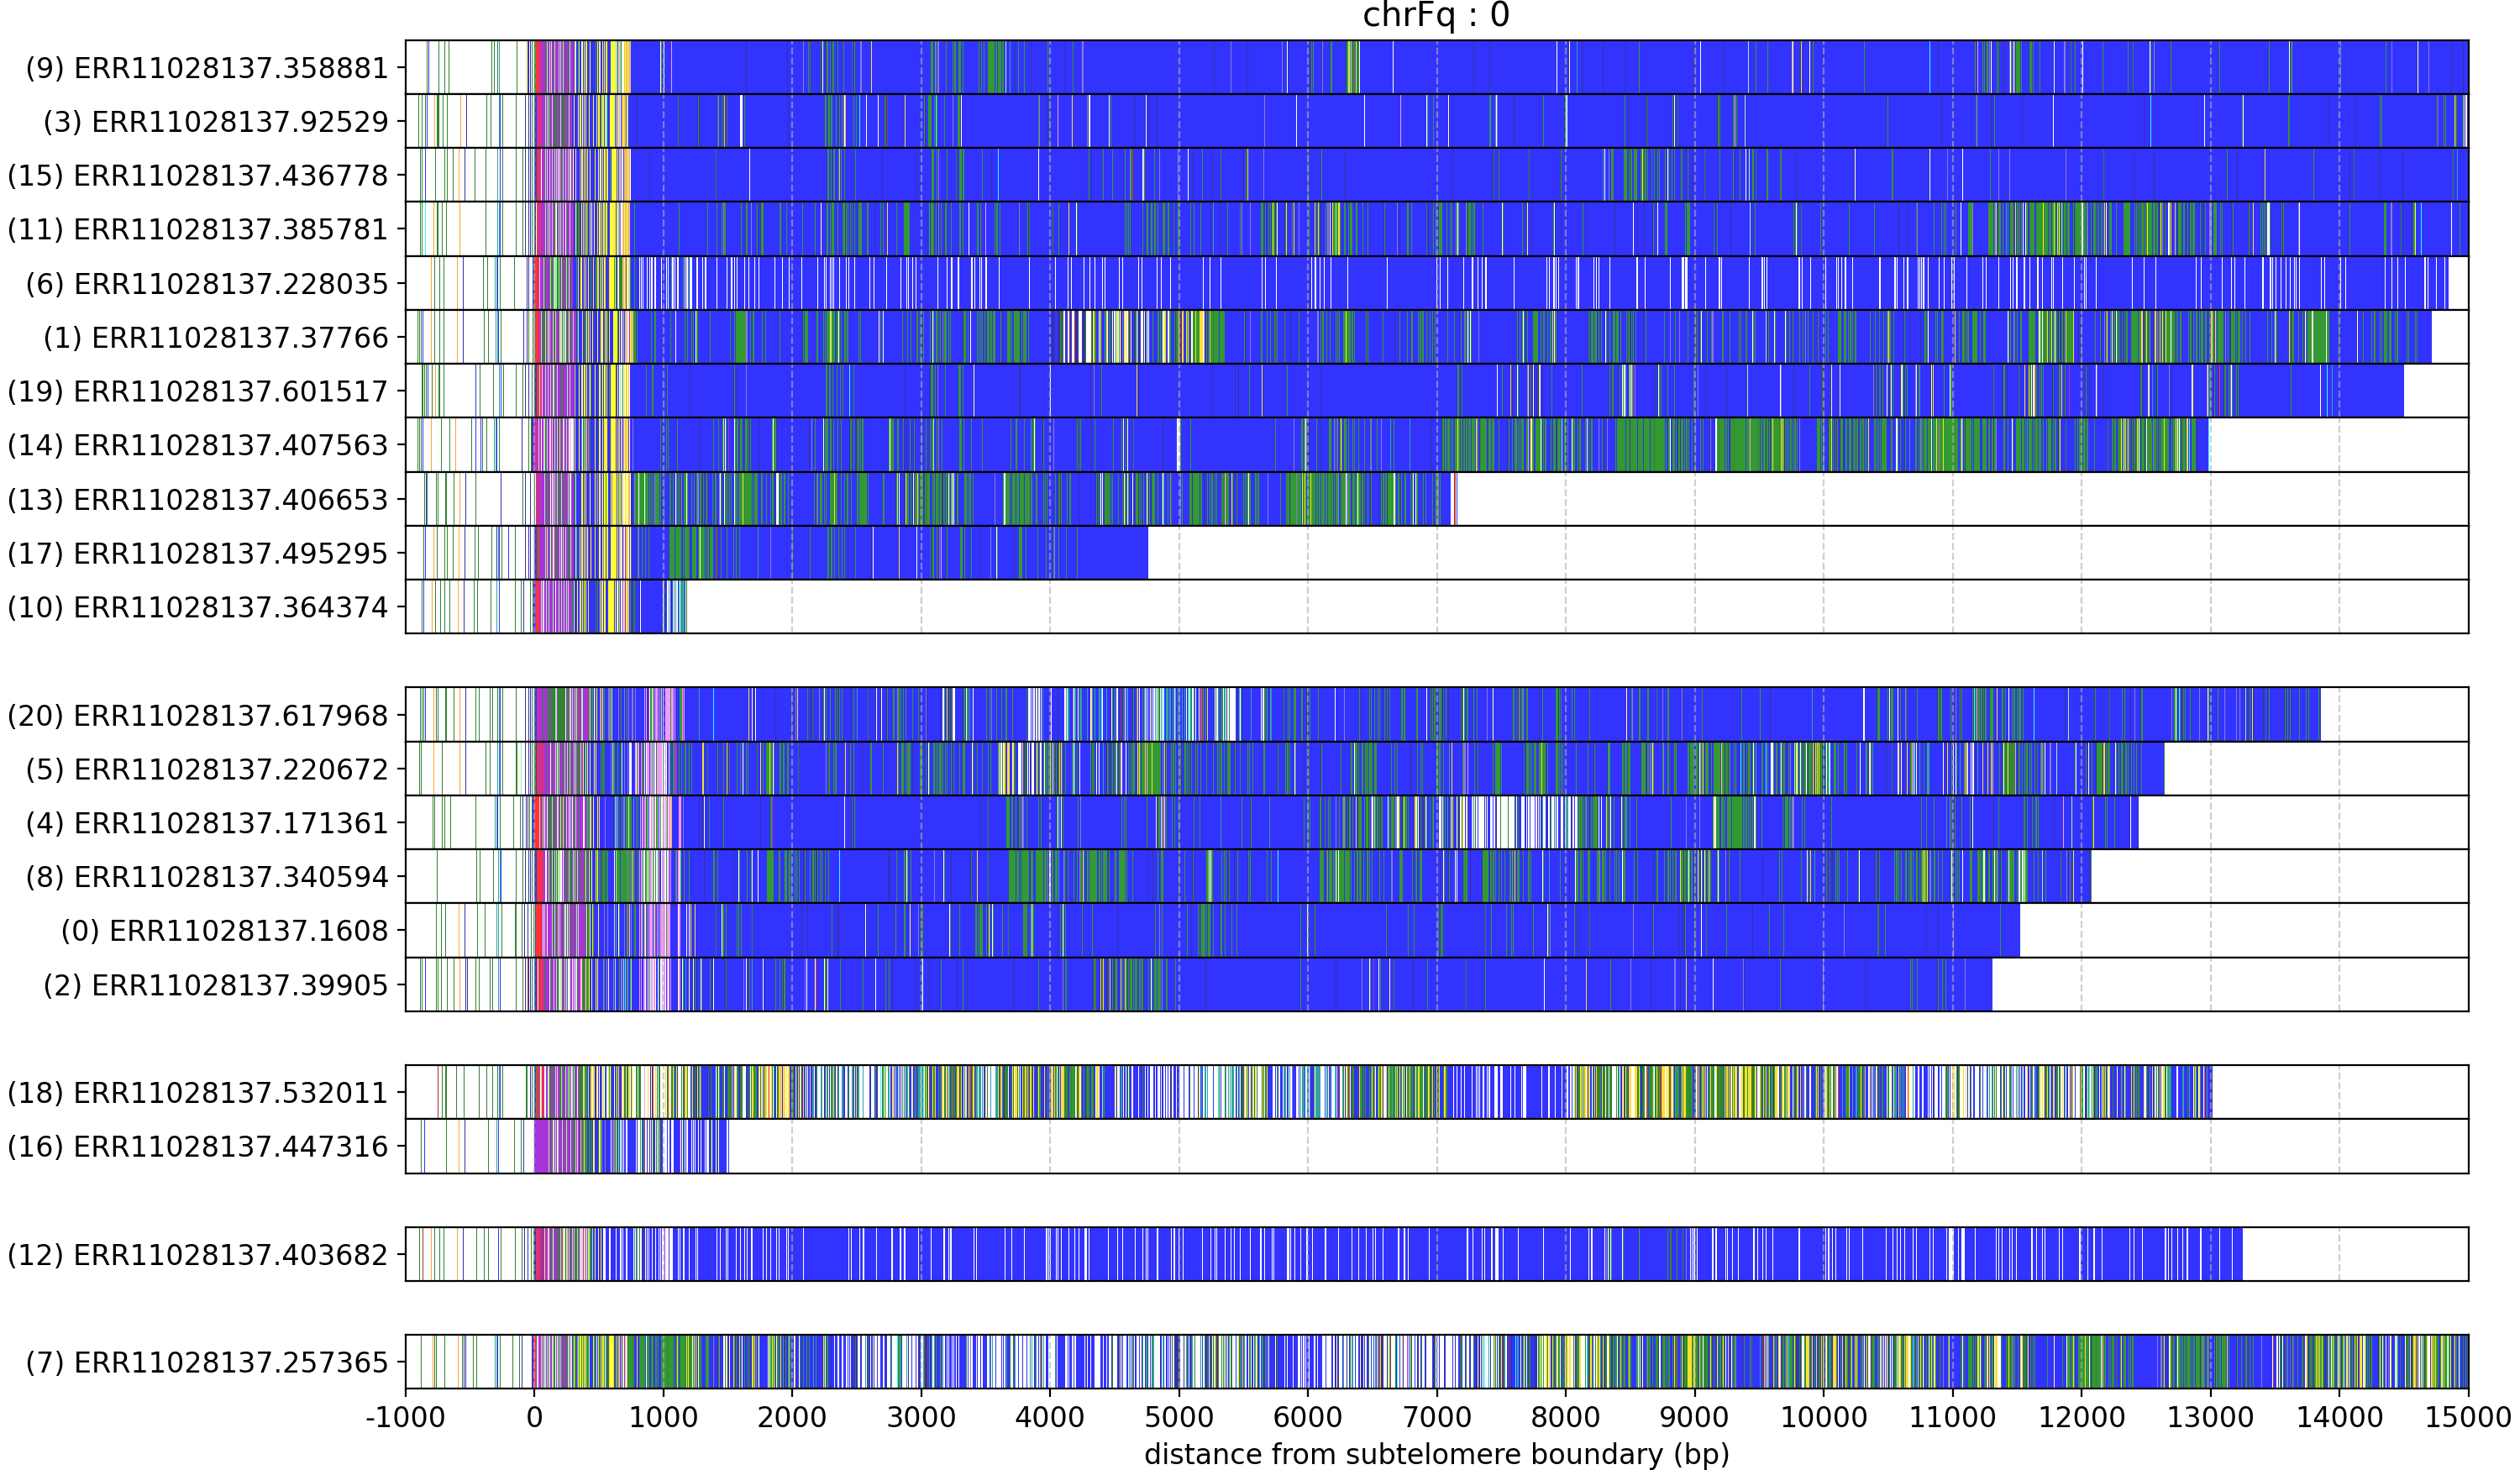 chrFq : 0
(9) ERR11028137.358881
(3) ERR11028137.92529
(15) ERR11028137.436778
(11) ERR11028137.385781
(6) ERR11028137.228035
(1) ERR11028137.37766
(19) ERR11028137.601517
(14) ERR11028137.407563
(13) ERR11028137.406653
(17) ERR11028137.495295
(10) ERR11028137.364374
(20) ERR11028137.617968
(5) ERR11028137.220672
(4) ERR11028137.171361
(8) ERR11028137.340594
(0) ERR11028137.1608
(2) ERR11028137.39905
(18) ERR11028137.532011
(16) ERR11028137.447316
(12) ERR11028137.403682
(7) ERR11028137.257365
-1000 0 1000 2000 3000 4000 5000 6000 7000 8000 9000 10000 11000 12000 13000 14000 15000
distance from subtelomere boundary (bp)